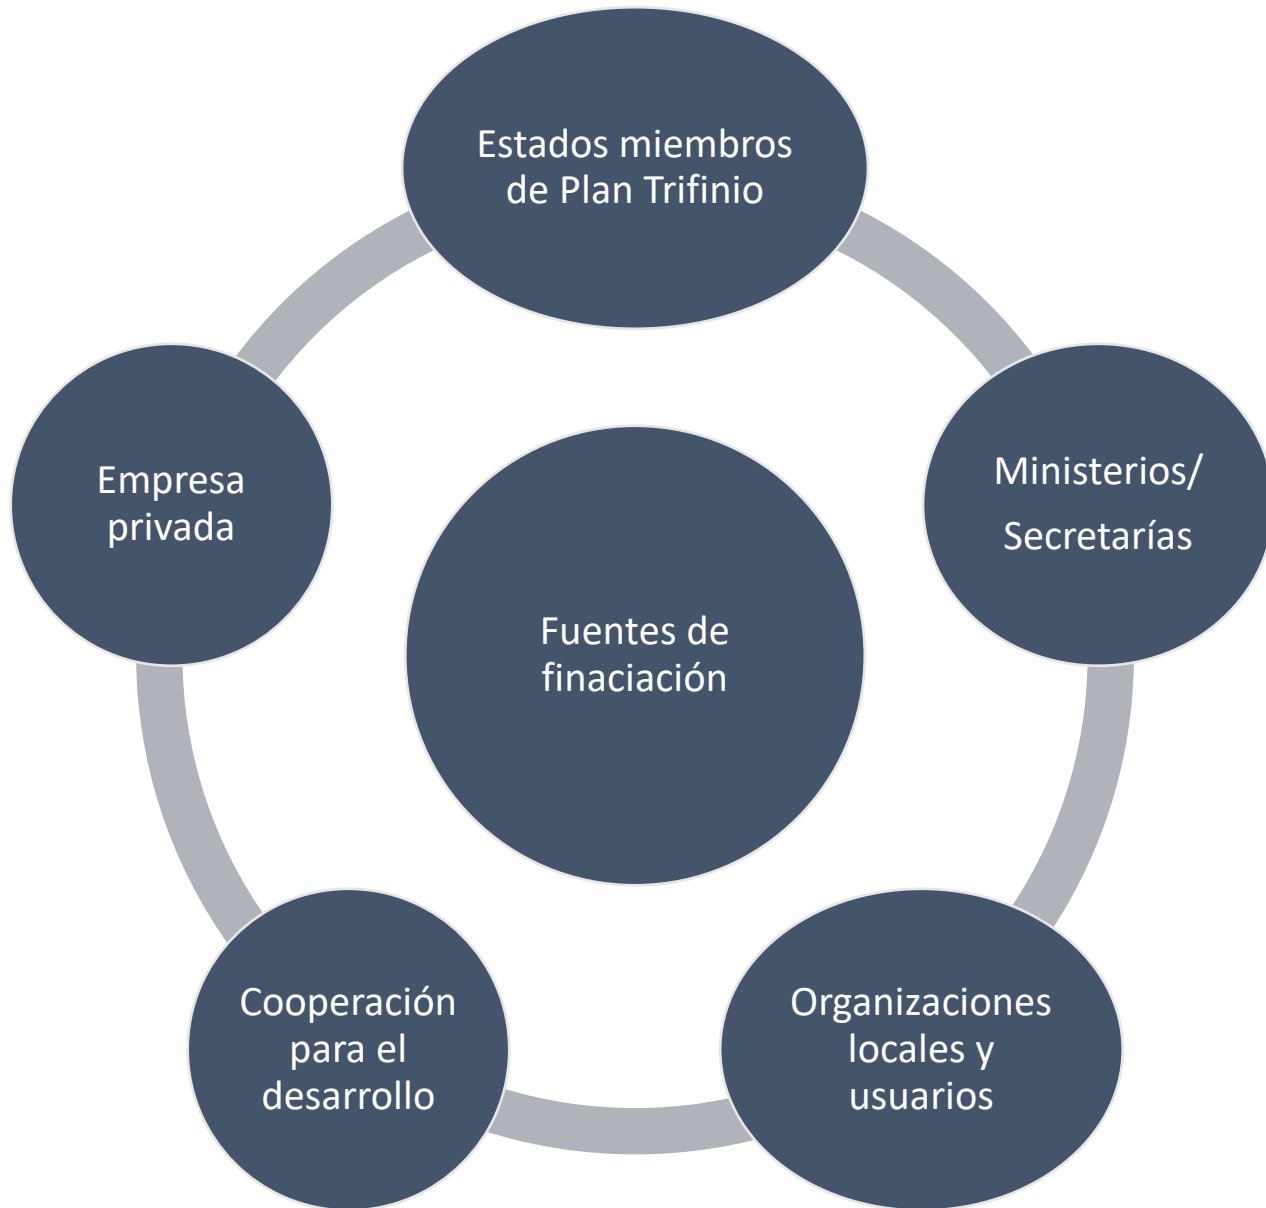 Estados miembros
de Plan Trifinio
Empresa
privada
Ministerios/
Secretarías
Fuentes de
finaciación
Cooperación
para el
desarrollo
Organizaciones
locales y
usuarios